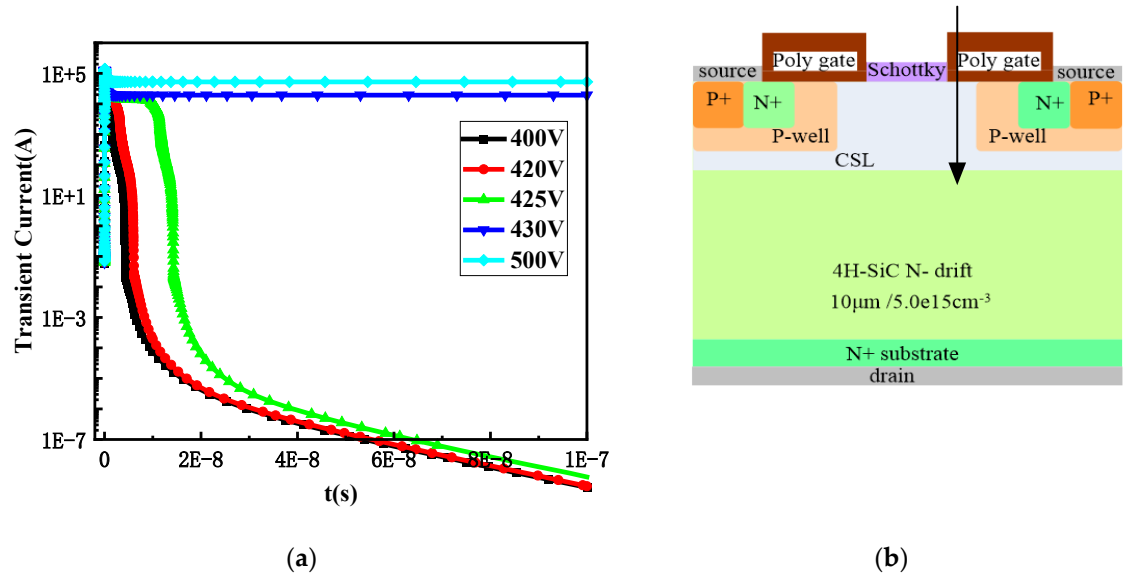 Transient Current(A)
1E+5
1E+1
1E-3
1E-7
0
2E-8
4E-8
6E-8
8E-8
1E-7
t(s)
400V
420V
425V
430V
500V
(a)
source
Poly gate
Schottky
Poly gate
source
P+
N+
N+
P+
P-well
P-well
CSL
4H-SiC N- drift
10μm /5.0e15cm⁻³
N+ substrate
drain
(b)